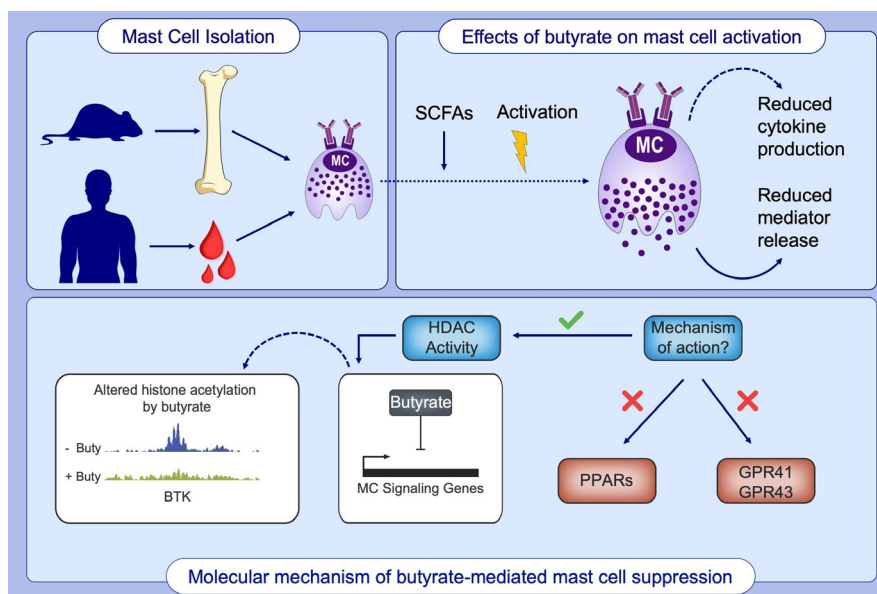 Mast Cell Isolation
MC
Effects of butyrate on mast cell activation
SCFAs
Activation
MC
Reduced
cytokine
production
Reduced
mediator
release
HDAC
Activity
Mechanism
of action?
Altered histone acetylation
by butyrate
- Buty
+ Buty
BTK
Butyrate
MC Signaling Genes
PPARs
GPR41
GPR43
Molecular mechanism of butyrate-mediated mast cell suppression